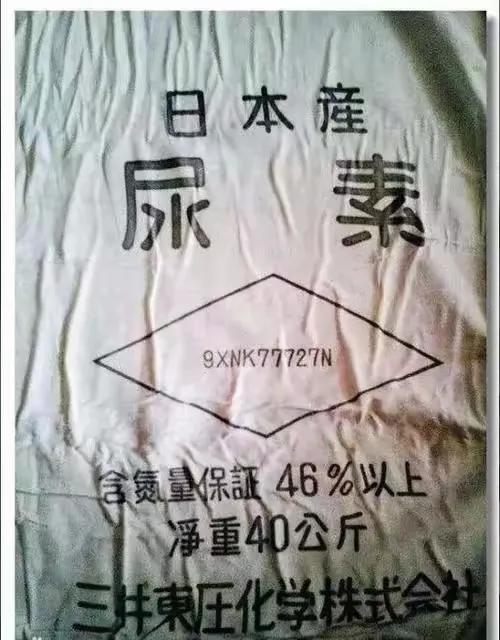 日本産
尿素
9XNK77727N
含氮量保証 46%以上
凈重40公斤
三井東圧化学株式会社